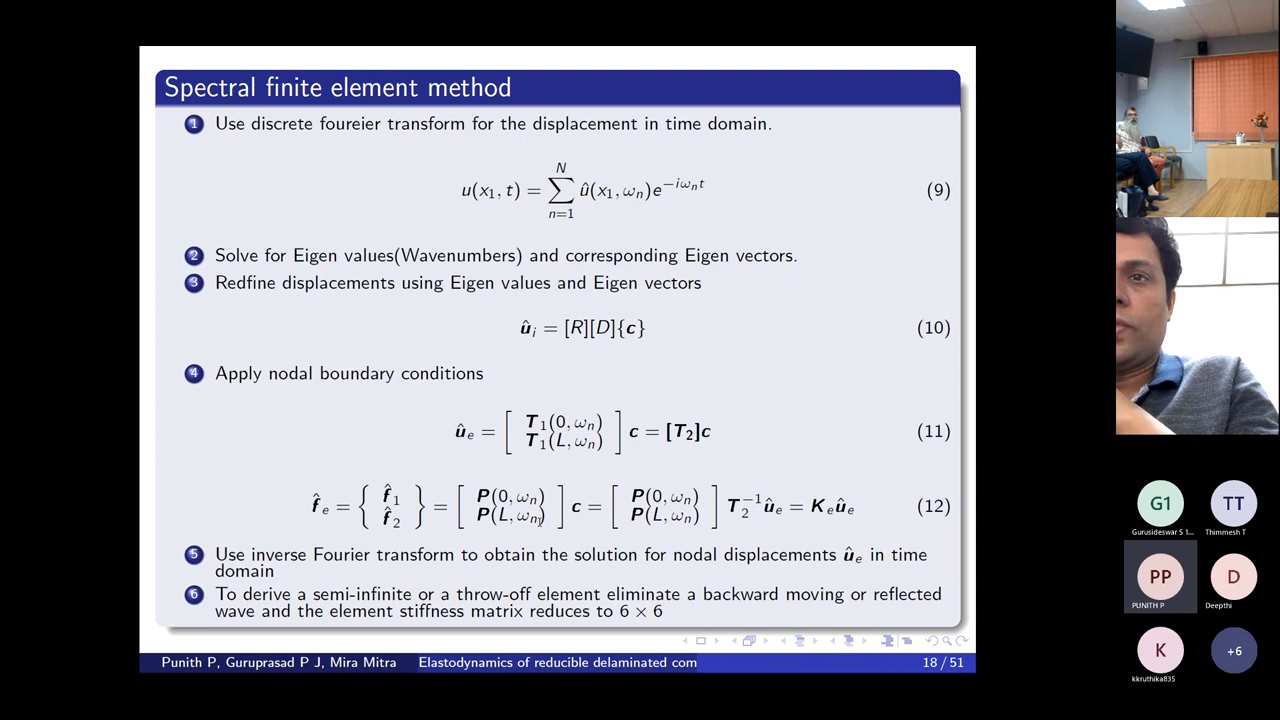 Spectral finite element method
1 Use discrete foureier transform for the displacement in time domain.
u(x₁, t) = ∑ₙ₌₁ᴺ û(x₁, ωₙ)e^{−iωₙt} (9)
2 Solve for Eigen values(Wavenumbers) and corresponding Eigen vectors.
3 Redfine displacements using Eigen values and Eigen vectors
ûᵢ = [R][D]{c} (10)
4 Apply nodal boundary conditions
ûₑ = [ T₁(0, ωₙ) T₁(L, ωₙ) ] c = [T₂]c (11)
f̂ₑ = { f̂₁ f̂₂ } = [ P(0, ωₙ) P(L, ωₙ) ] c = [ P(0, ωₙ) P(L, ωₙ) ] T₂⁻¹ûₑ = Kₑûₑ (12)
5 Use inverse Fourier transform to obtain the solution for nodal displacements ûₑ in time
domain
6 To derive a semi-infinite or a throw-off element eliminate a backward moving or reflected
wave and the element stiffness matrix reduces to 6 × 6
Punith P, Guruprasad P J, Mira Mitra Elastodynamics of reducible delaminated com 18 / 51
G1 TT
Gurusideswar S 1... Thimmesh T
PP D
PUNITH P Deepthi
K +6
kkruthika835